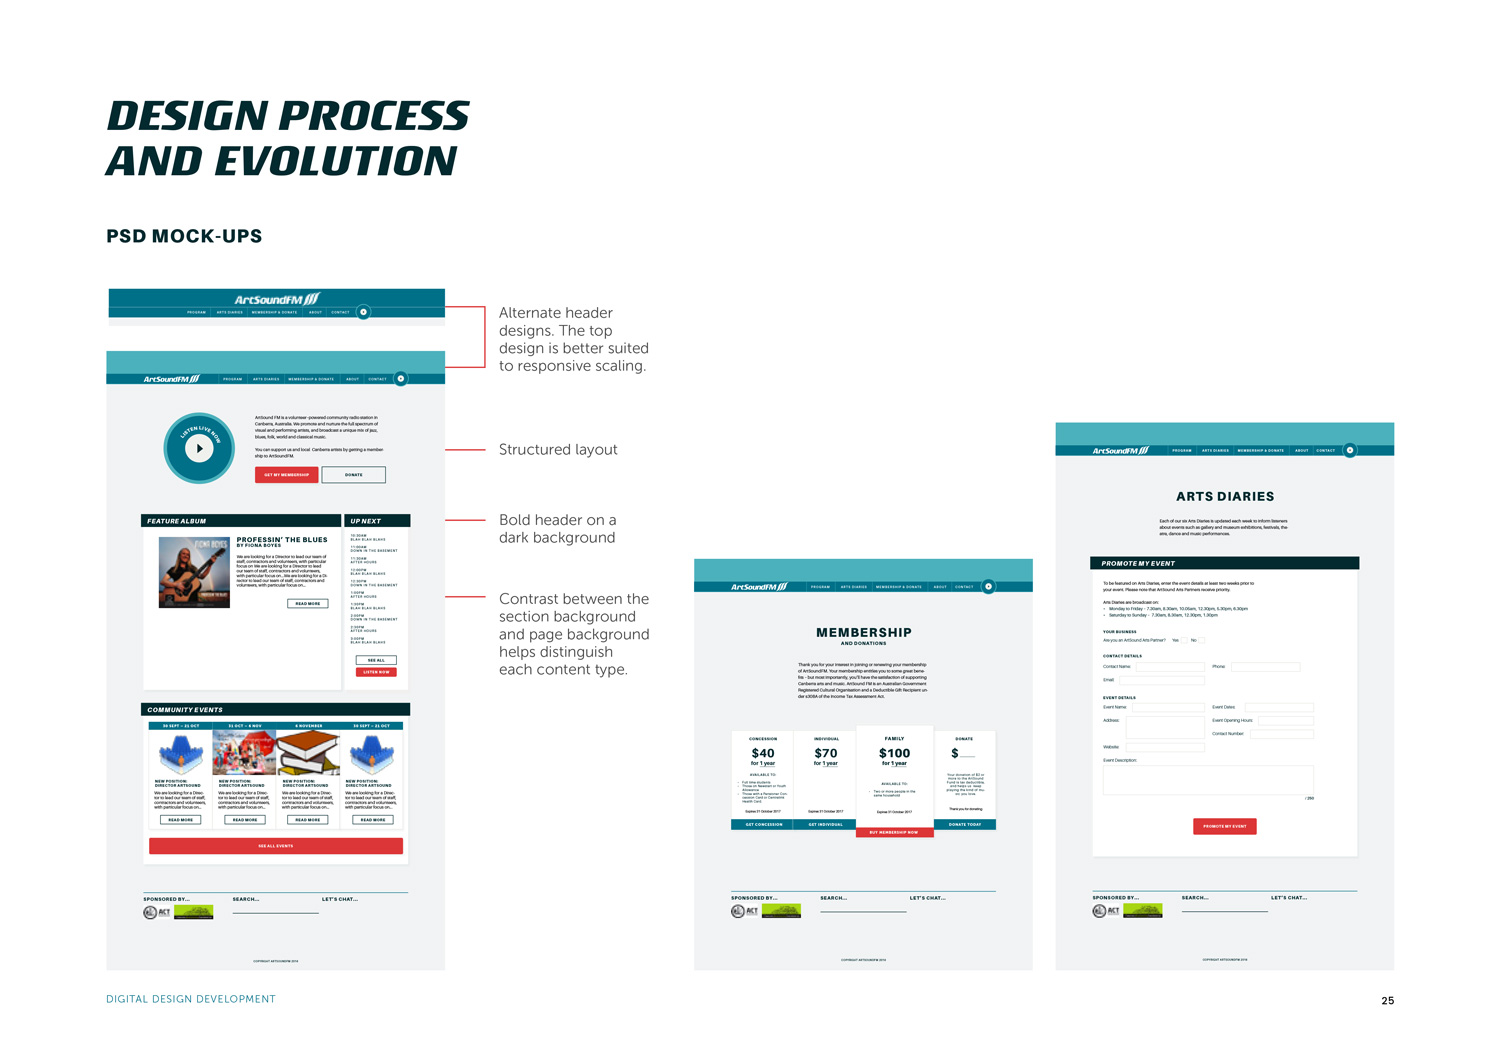 DESIGN PROCESS
AND EVOLUTION
PSD MOCK-UPS
ArtSoundFM
PROGRAM ARTS DIARIES MEMBERSHIP & DONATE ABOUT CONTACT
ArtSoundFM PROGRAM ARTS DIARIES MEMBERSHIP & DONATE ABOUT CONTACT
LISTEN LIVE NOW
ArtSound FM is a volunteer-powered community radio station in
Canberra, Australia. We promote and nurture the full spectrum of
visual and performing artists, and broadcast a unique mix of jazz,
blues, folk, world and classical music.
You can support us and local Canberra artists by getting a member-
ship to ArtSoundFM.
GET MY MEMBERSHIP DONATE
FEATURE ALBUM
FIONA BOYES
PROFESSIN' THE BLUES
BY FIONA BOYES
We are looking for a Director to lead our team of
staff, contractors and volunteers, with particular
focus on We are looking for a Director to lead
our team of staff, contractors and volunteers,
with particular focus on... We are looking for a Di-
rector to lead our team of staff, contractors and
volunteers, with particular focus on...
READ MORE
UP NEXT
10:30AM
BLAH BLAH BLAHS
11:00AM
DOWN IN THE BASEMENT
11:30AM
AFTER HOURS
12:00PM
BLAH BLAH BLAHS
12:30PM
DOWN IN THE BASEMENT
1:00PM
AFTER HOURS
1:30PM
BLAH BLAH BLAHS
2:00PM
DOWN IN THE BASEMENT
2:30PM
AFTER HOURS
3:00PM
BLAH BLAH BLAHS
SEE ALL
LISTEN NOW
COMMUNITY EVENTS
30 SEPT – 21 OCT 31 OCT – 6 NOV 6 NOVEMBER 30 SEPT – 21 OCT
NEW POSITION:
DIRECTOR ARTSOUND
We are looking for a Direc-
tor to lead our team of staff,
contractors and volunteers,
with particular focus on...
READ MORE
NEW POSITION:
DIRECTOR ARTSOUND
We are looking for a Direc-
tor to lead our team of staff,
contractors and volunteers,
with particular focus on...
READ MORE
NEW POSITION:
DIRECTOR ARTSOUND
We are looking for a Direc-
tor to lead our team of staff,
contractors and volunteers,
with particular focus on...
READ MORE
NEW POSITION:
DIRECTOR ARTSOUND
We are looking for a Direc-
tor to lead our team of staff,
contractors and volunteers,
with particular focus on...
READ MORE
SEE ALL EVENTS
SPONSORED BY... SEARCH... LET'S CHAT...
ACT
COPYRIGHT ARTSOUNDFM 2016
Alternate header
designs. The top
design is better suited
to responsive scaling.
Structured layout
Bold header on a
dark background
Contrast between the
section background
and page background
helps distinguish
each content type.
ArtSoundFM PROGRAM ARTS DIARIES MEMBERSHIP & DONATE ABOUT CONTACT
MEMBERSHIP
AND DONATIONS
Thank you for your interest in joining or renewing your membership
of ArtSoundFM. Your membership entitles you to some great bene-
fits - but most importantly, you'll have the satisfaction of supporting
Canberra arts and music. ArtSound FM is an Australian Government
Registered Cultural Organisation and a Deductible Gift Recipient un-
der s30BA of the Income Tax Assessment Act.
CONCESSION
$40
for 1 year
AVAILABLE TO:
• Full time students
• Those on Newstart or Youth
Allowance
• Those with a Pensioner Con-
cession Card or Centrelink
Health Card.
Expires 31 October 2017
GET CONCESSION
INDIVIDUAL
$70
for 1 year
Expires 31 October 2017
GET INDIVIDUAL
FAMILY
$100
for 1 year
AVAILABLE TO:
• Two or more people in the
same household.
Expires 31 October 2017
BUY MEMBERSHIP NOW
DONATE
$
Your donation of $2 or
more to the ArtSound
Fund is tax deductible,
and helps us keep
playing the kind of mu-
sic you love.
Thank you for donating.
DONATE TODAY
SPONSORED BY... SEARCH... LET'S CHAT...
ACT
COPYRIGHT ARTSOUNDFM 2016
ArtSoundFM PROGRAM ARTS DIARIES MEMBERSHIP & DONATE ABOUT CONTACT
ARTS DIARIES
Each of our six Arts Diaries is updated each week to inform listeners
about events such as gallery and museum exhibitions, festivals, the-
atre, dance and music performances.
PROMOTE MY EVENT
To be featured on Arts Diaries, enter the event details at least two weeks prior to
your event. Please note that ArtSound Arts Partners receive priority.
Arts Diaries are broadcast on:
• Monday to Friday - 7.30am, 8.30am, 10.00am, 12.30pm, 5.30pm, 6.30pm
• Saturday to Sunday - 7.30am, 8.30am, 12.30pm, 1.30pm
YOUR BUSINESS
Are you an ArtSound Arts Partner? Yes No
CONTACT DETAILS
Contact Name: Phone:
Email:
EVENT DETAILS
Event Name: Event Dates:
Address: Event Opening Hours:
Contact Number:
Website:
Event Description:
/ 250
PROMOTE MY EVENT
SPONSORED BY... SEARCH... LET'S CHAT...
ACT
COPYRIGHT ARTSOUNDFM 2016
DIGITAL DESIGN DEVELOPMENT
25